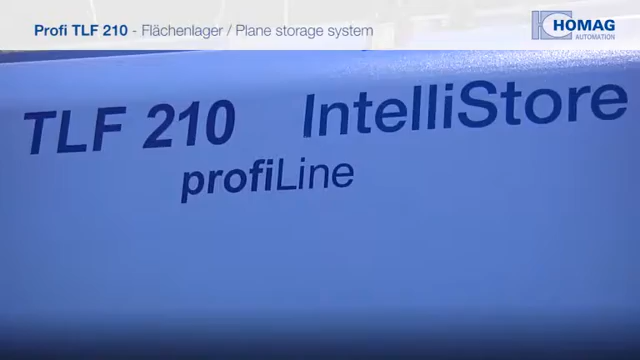 Profi TLF 210 - Flächenlager / Plane storage system
HOMAG
AUTOMATION
TLF 210 IntelliStore
profiLine